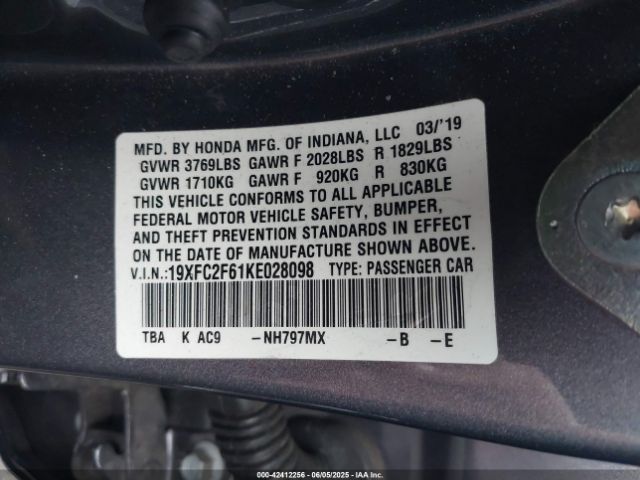 MFD. BY HONDA MFG. OF INDIANA, LLC 03/'19
GVWR 3769LBS GAWR F 2028LBS R 1829LBS
GVWR 1710KG GAWR F 920KG R 830KG
THIS VEHICLE CONFORMS TO ALL APPLICABLE
FEDERAL MOTOR VEHICLE SAFETY, BUMPER,
AND THEFT PREVENTION STANDARDS IN EFFECT
ON THE DATE OF MANUFACTURE SHOWN ABOVE.
V.I.N.:19XFC2F61KE028098 TYPE: PASSENGER CAR
TBA K AC9 -NH797MX -B -E
000-42412256 - 06/05/2025 - IAA Inc.